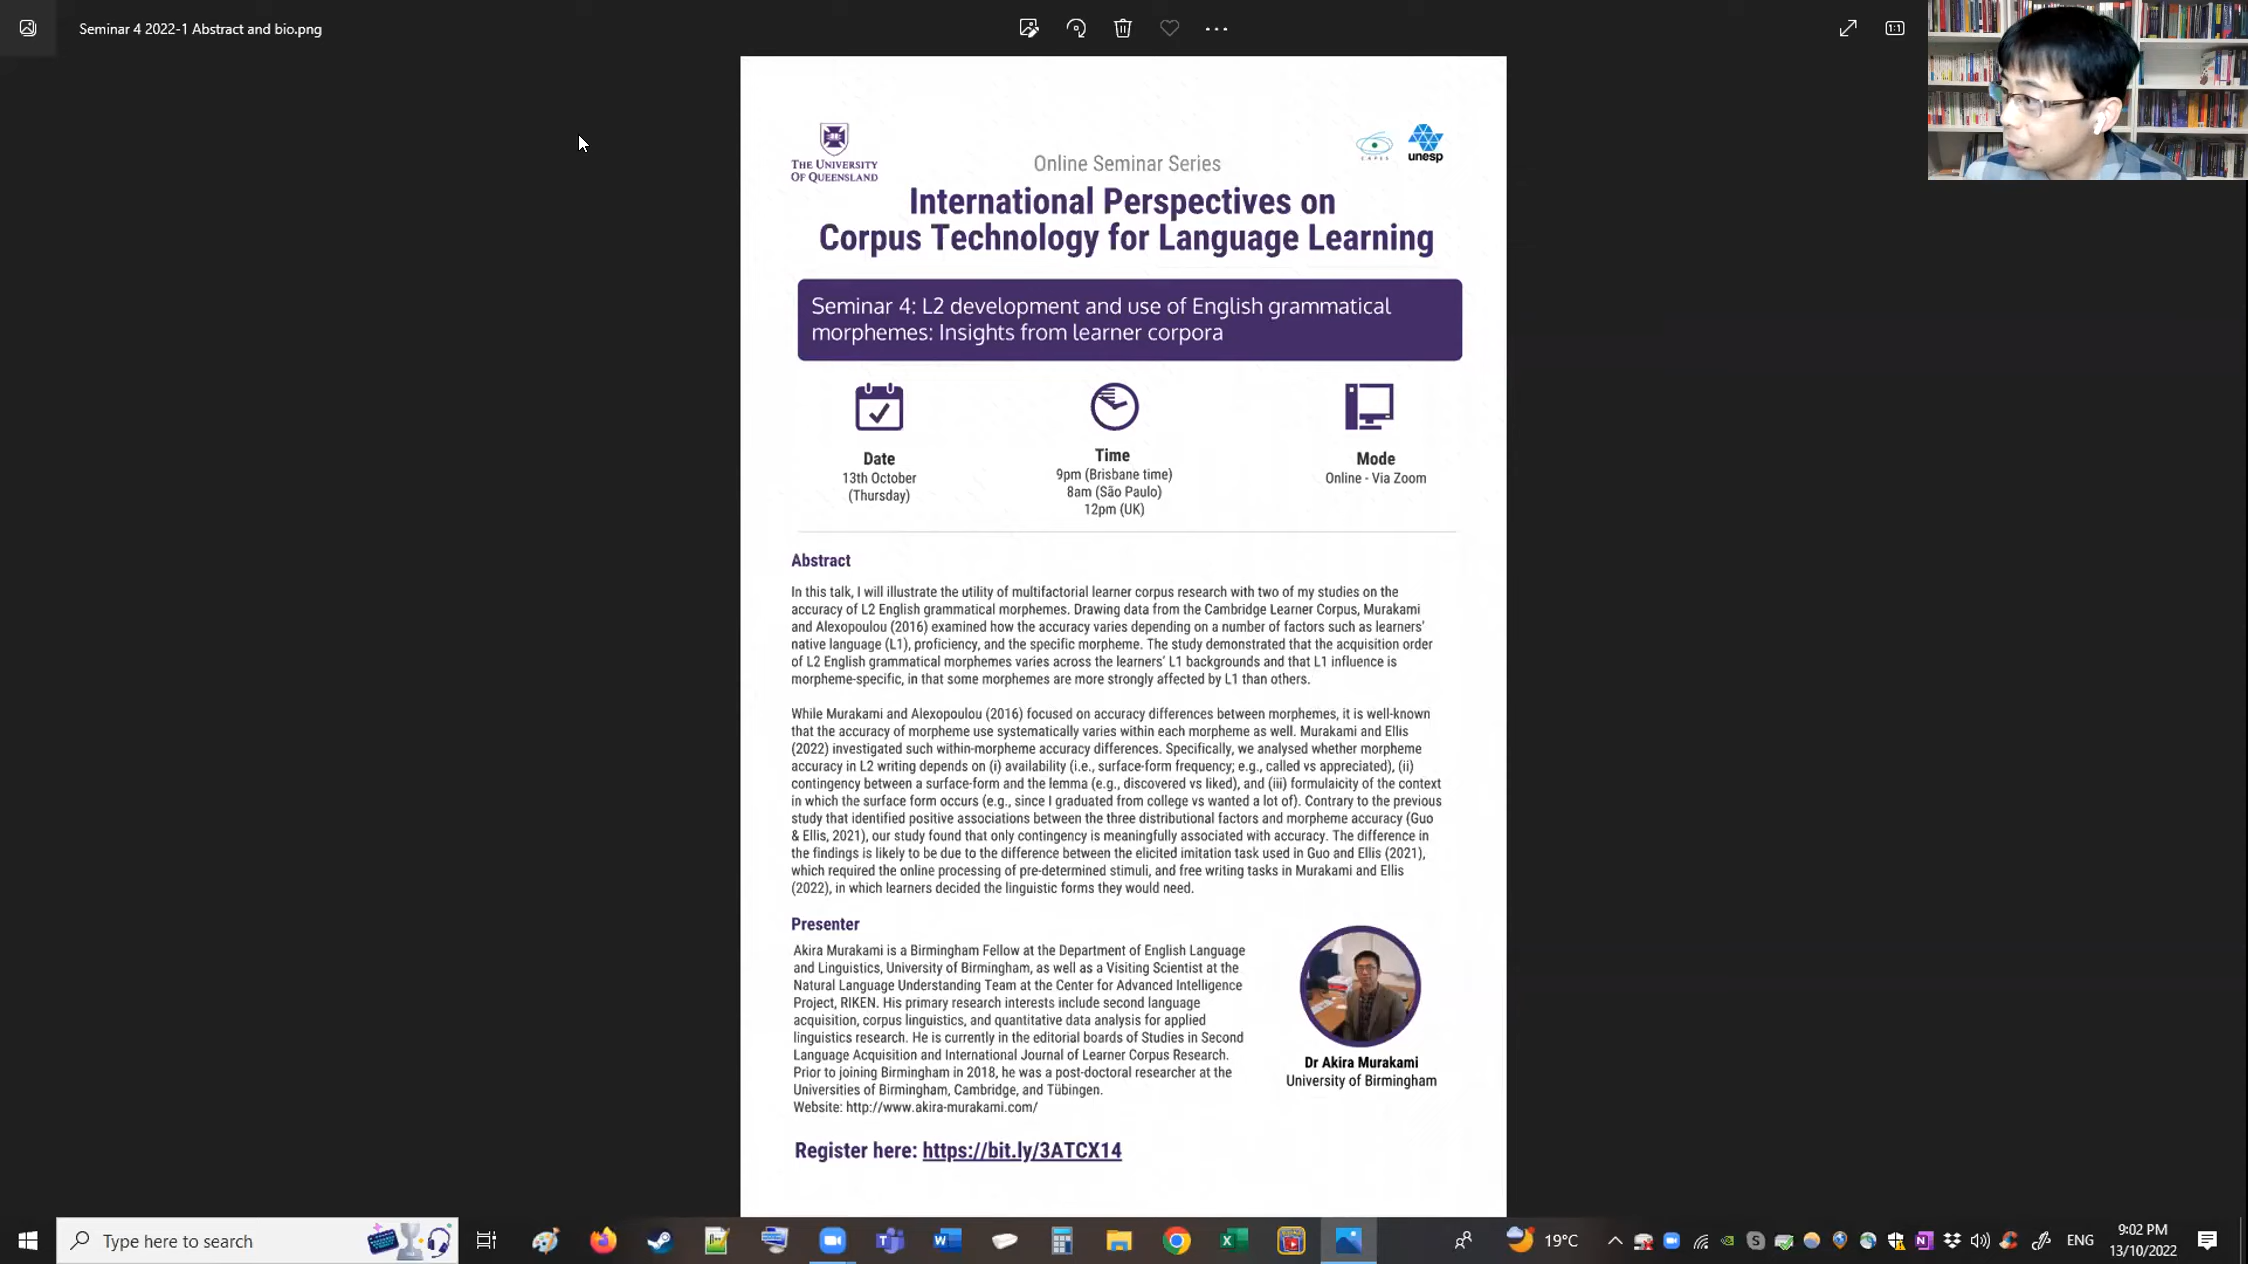 Seminar 4 2022-1 Abstract and bio.png
THE UNIVERSITY
OF QUEENSLAND
Online Seminar Series
CAPES
unesp
International Perspectives on
Corpus Technology for Language Learning
Seminar 4: L2 development and use of English grammatical
morphemes: Insights from learner corpora
Date
13th October
(Thursday)
Time
9pm (Brisbane time)
8am (São Paulo)
12pm (UK)
Mode
Online - Via Zoom
Abstract
In this talk, I will illustrate the utility of multifactorial learner corpus research with two of my studies on the
accuracy of L2 English grammatical morphemes. Drawing data from the Cambridge Learner Corpus, Murakami
and Alexopoulou (2016) examined how the accuracy varies depending on a number of factors such as learners'
native language (L1), proficiency, and the specific morpheme. The study demonstrated that the acquisition order
of L2 English grammatical morphemes varies across the learners' L1 backgrounds and that L1 influence is
morpheme-specific, in that some morphemes are more strongly affected by L1 than others.
While Murakami and Alexopoulou (2016) focused on accuracy differences between morphemes, it is well-known
that the accuracy of morpheme use systematically varies within each morpheme as well. Murakami and Ellis
(2022) investigated such within-morpheme accuracy differences. Specifically, we analysed whether morpheme
accuracy in L2 writing depends on (i) availability (i.e., surface-form frequency; e.g., called vs appreciated), (ii)
contingency between a surface-form and the lemma (e.g., discovered vs liked), and (iii) formulaicity of the context
in which the surface form occurs (e.g., since I graduated from college vs wanted a lot of). Contrary to the previous
study that identified positive associations between the three distributional factors and morpheme accuracy (Guo
& Ellis, 2021), our study found that only contingency is meaningfully associated with accuracy. The difference in
the findings is likely to be due to the difference between the elicited imitation task used in Guo and Ellis (2021),
which required the online processing of pre-determined stimuli, and free writing tasks in Murakami and Ellis
(2022), in which learners decided the linguistic forms they would need.
Presenter
Akira Murakami is a Birmingham Fellow at the Department of English Language
and Linguistics, University of Birmingham, as well as a Visiting Scientist at the
Natural Language Understanding Team at the Center for Advanced Intelligence
Project, RIKEN. His primary research interests include second language
acquisition, corpus linguistics, and quantitative data analysis for applied
linguistics research. He is currently in the editorial boards of Studies in Second
Language Acquisition and International Journal of Learner Corpus Research.
Prior to joining Birmingham in 2018, he was a post-doctoral researcher at the
Universities of Birmingham, Cambridge, and Tübingen.
Website: http://www.akira-murakami.com/
Dr Akira Murakami
University of Birmingham
Register here: https://bit.ly/3ATCX14
Type here to search
19°C
ENG
9:02 PM
13/10/2022